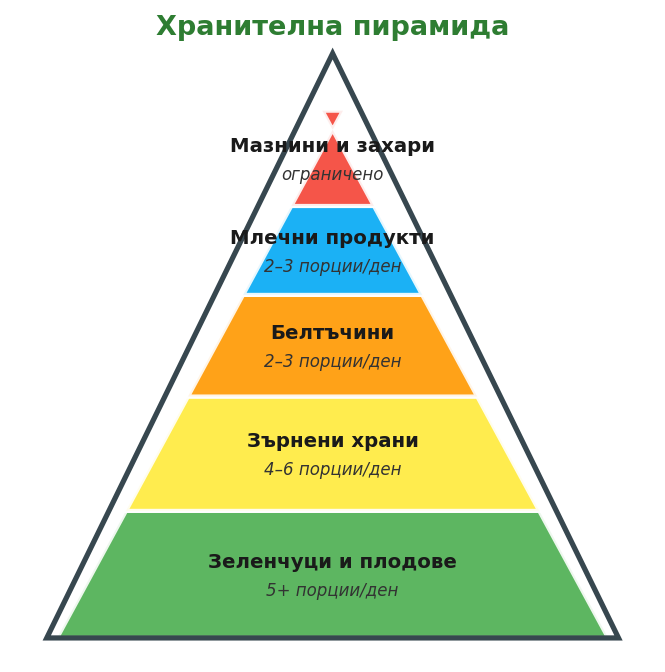 Хранителна пирамида
Мазнини и захари
ограничено
Млечни продукти
2–3 порции/ден
Белтъчини
2–3 порции/ден
Зърнени храни
4–6 порции/ден
Зеленчуци и плодове
5+ порции/ден